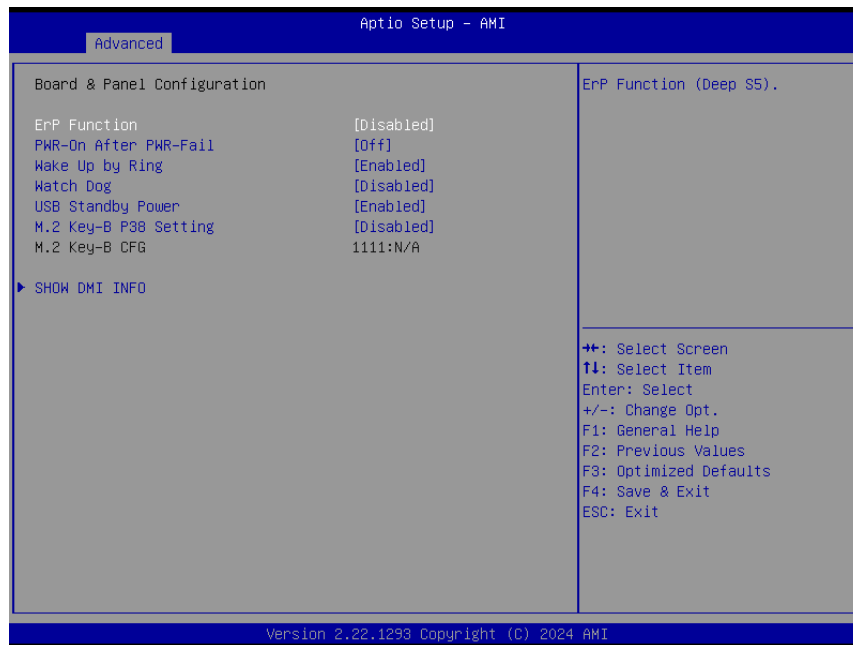 Aptio Setup – AMI
Advanced
Board & Panel Configuration
ErP Function [Disabled]
PWR-On After PWR-Fail [Off]
Wake Up by Ring [Enabled]
Watch Dog [Disabled]
USB Standby Power [Enabled]
M.2 Key-B P38 Setting [Disabled]
M.2 Key-B CFG 1111:N/A
▶ SHOW DMI INFO
ErP Function (Deep S5).
→←: Select Screen
↑↓: Select Item
Enter: Select
+/-: Change Opt.
F1: General Help
F2: Previous Values
F3: Optimized Defaults
F4: Save & Exit
ESC: Exit
Version 2.22.1293 Copyright (C) 2024 AMI